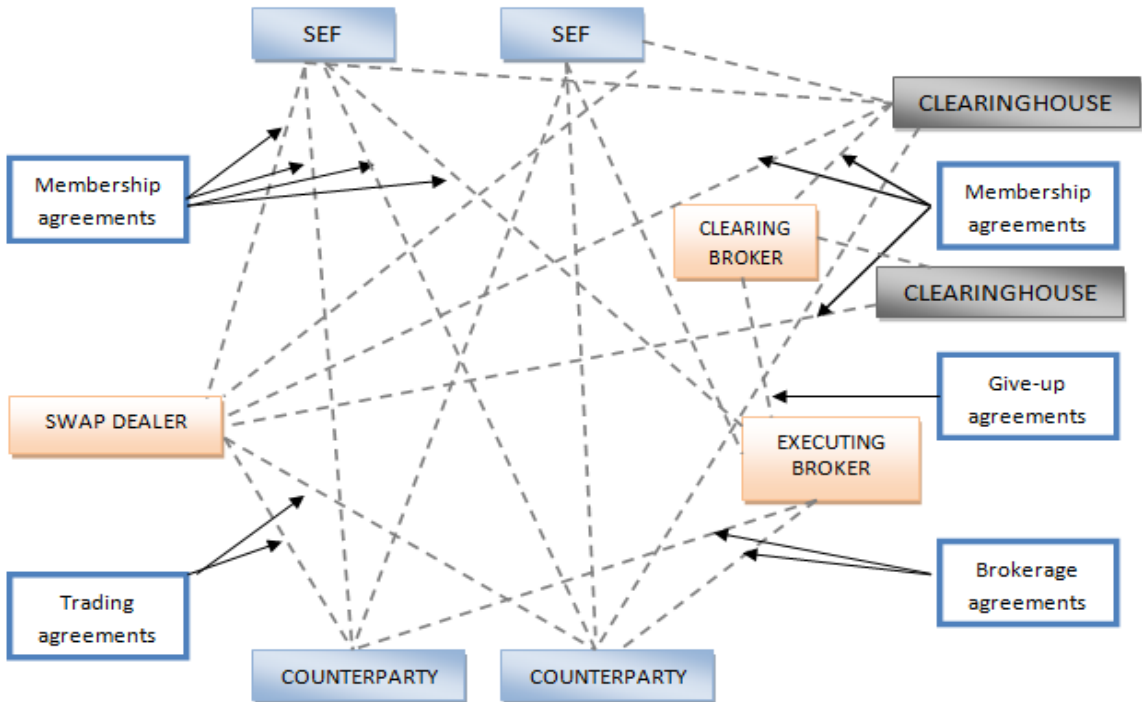 SEF
SEF
CLEARINGHOUSE
Membership
agreements
Membership
agreements
CLEARING
BROKER
CLEARINGHOUSE
Give-up
agreements
SWAP DEALER
EXECUTING
BROKER
Trading
agreements
Brokerage
agreements
COUNTERPARTY
COUNTERPARTY